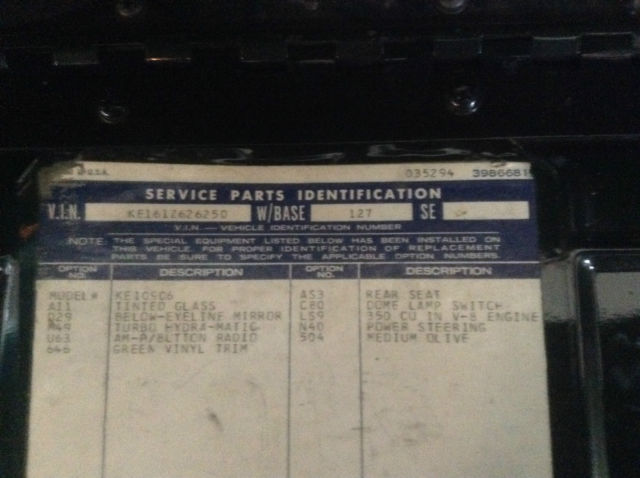 U.S.A. 035294 3986681
SERVICE PARTS IDENTIFICATION
V.I.N. KE161Z626250 W/BASE 127 SE
V.I.N. — VEHICLE IDENTIFICATION NUMBER
NOTE: THE SPECIAL EQUIPMENT LISTED BELOW HAS BEEN INSTALLED ON
THIS VEHICLE. FOR PROPER IDENTIFICATION OF REPLACEMENT
PARTS BE SURE TO SPECIFY THE APPLICABLE OPTION NUMBERS.
OPTION NO. DESCRIPTION OPTION NO. DESCRIPTION
MODEL# KE10906 AS3 REAR SEAT
A11 TINTED GLASS C80 DOME LAMP SWITCH
D29 BELOW-EYELINE MIRROR LS9 350 CU IN V-8 ENGINE
M49 TURBO HYDRA-MATIC N40 POWER STEERING
U63 AM-P/BUTTON RADIO 504 MEDIUM OLIVE
646 GREEN VINYL TRIM